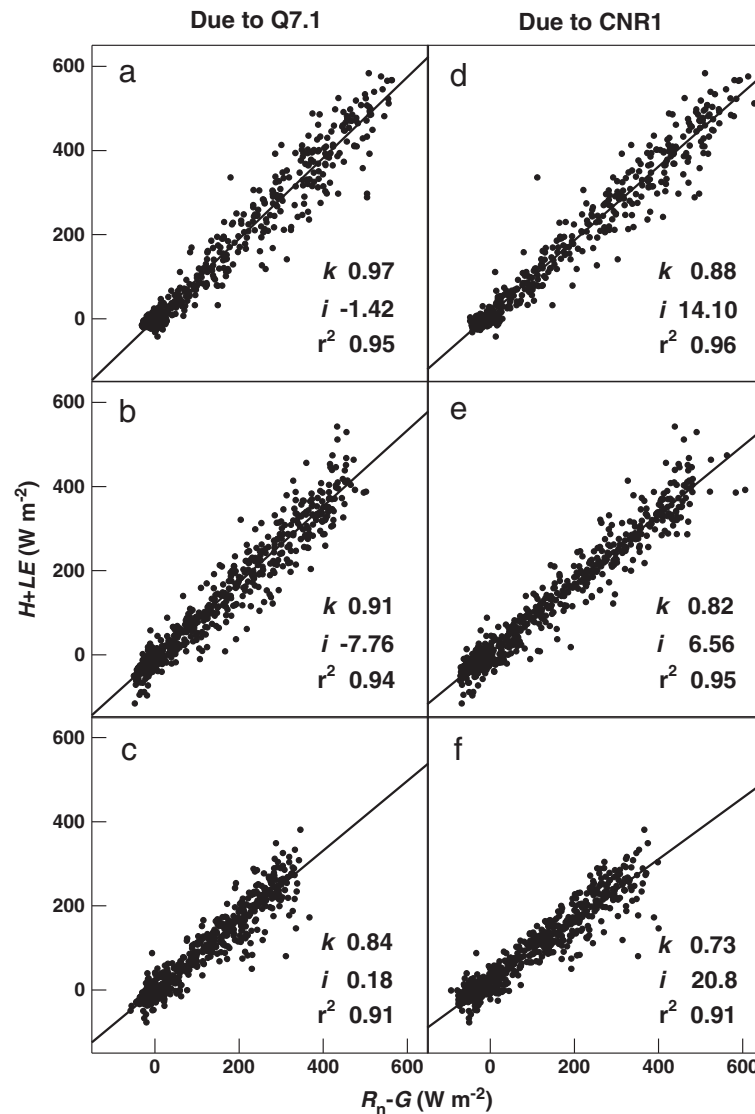 Due to Q7.1
Due to CNR1
a
k 0.97
i -1.42
r² 0.95
d
k 0.88
i 14.10
r² 0.96
600
400
200
0
b
k 0.91
i -7.76
r² 0.94
e
k 0.82
i 6.56
r² 0.95
600
400
200
0
H+LE (W m⁻²)
c
k 0.84
i 0.18
r² 0.91
f
k 0.73
i 20.8
r² 0.91
600
400
200
0
0 200 400 600
0 200 400 600
Rₙ-G (W m⁻²)